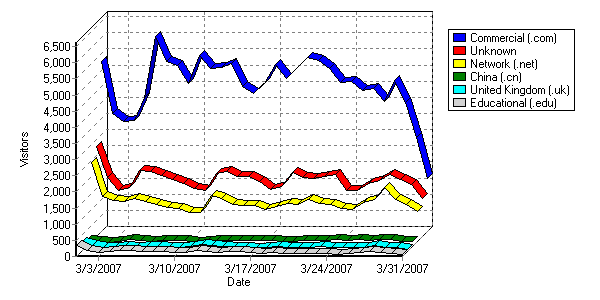 6,500
6,000
5,500
5,000
4,500
4,000
3,500
3,000
2,500
2,000
1,500
1,000
500
0
Visitors
3/3/2007 3/10/2007 3/17/2007 3/24/2007 3/31/2007
Date
Commercial (.com)
Unknown
Network (.net)
China (.cn)
United Kingdom (.uk)
Educational (.edu)